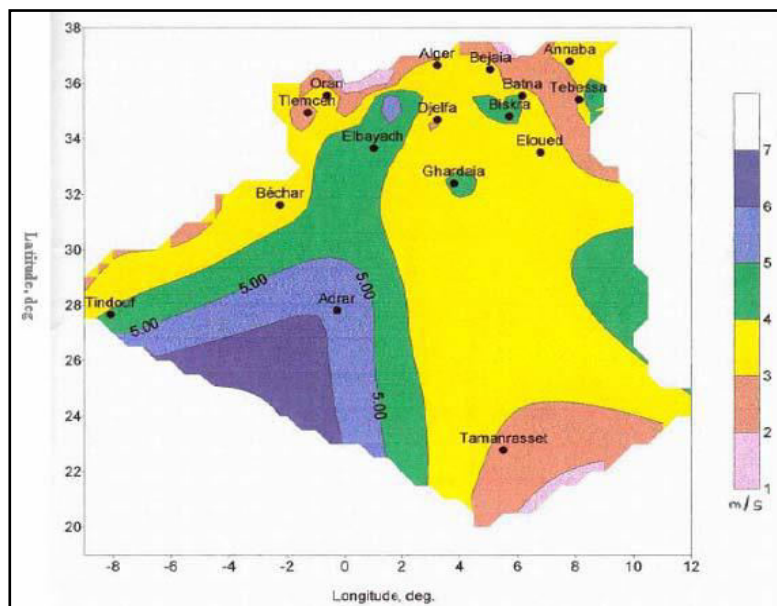 38
36
34
32
30
28
26
24
22
20
Latitude, deg
Alger
Bejaia
Annaba
Oran
Batna
Tebessa
Tlemcen
Djelfa
Biskra
Elbayadh
Eloued
Ghardaia
Béchar
Tindouf
Adrar
5.00
5.00
5.00
5.00
Tamanrasset
-8 -6 -4 -2 0 2 4 6 8 10 12
Longitude, deg.
7
6
5
4
3
2
1
m/s